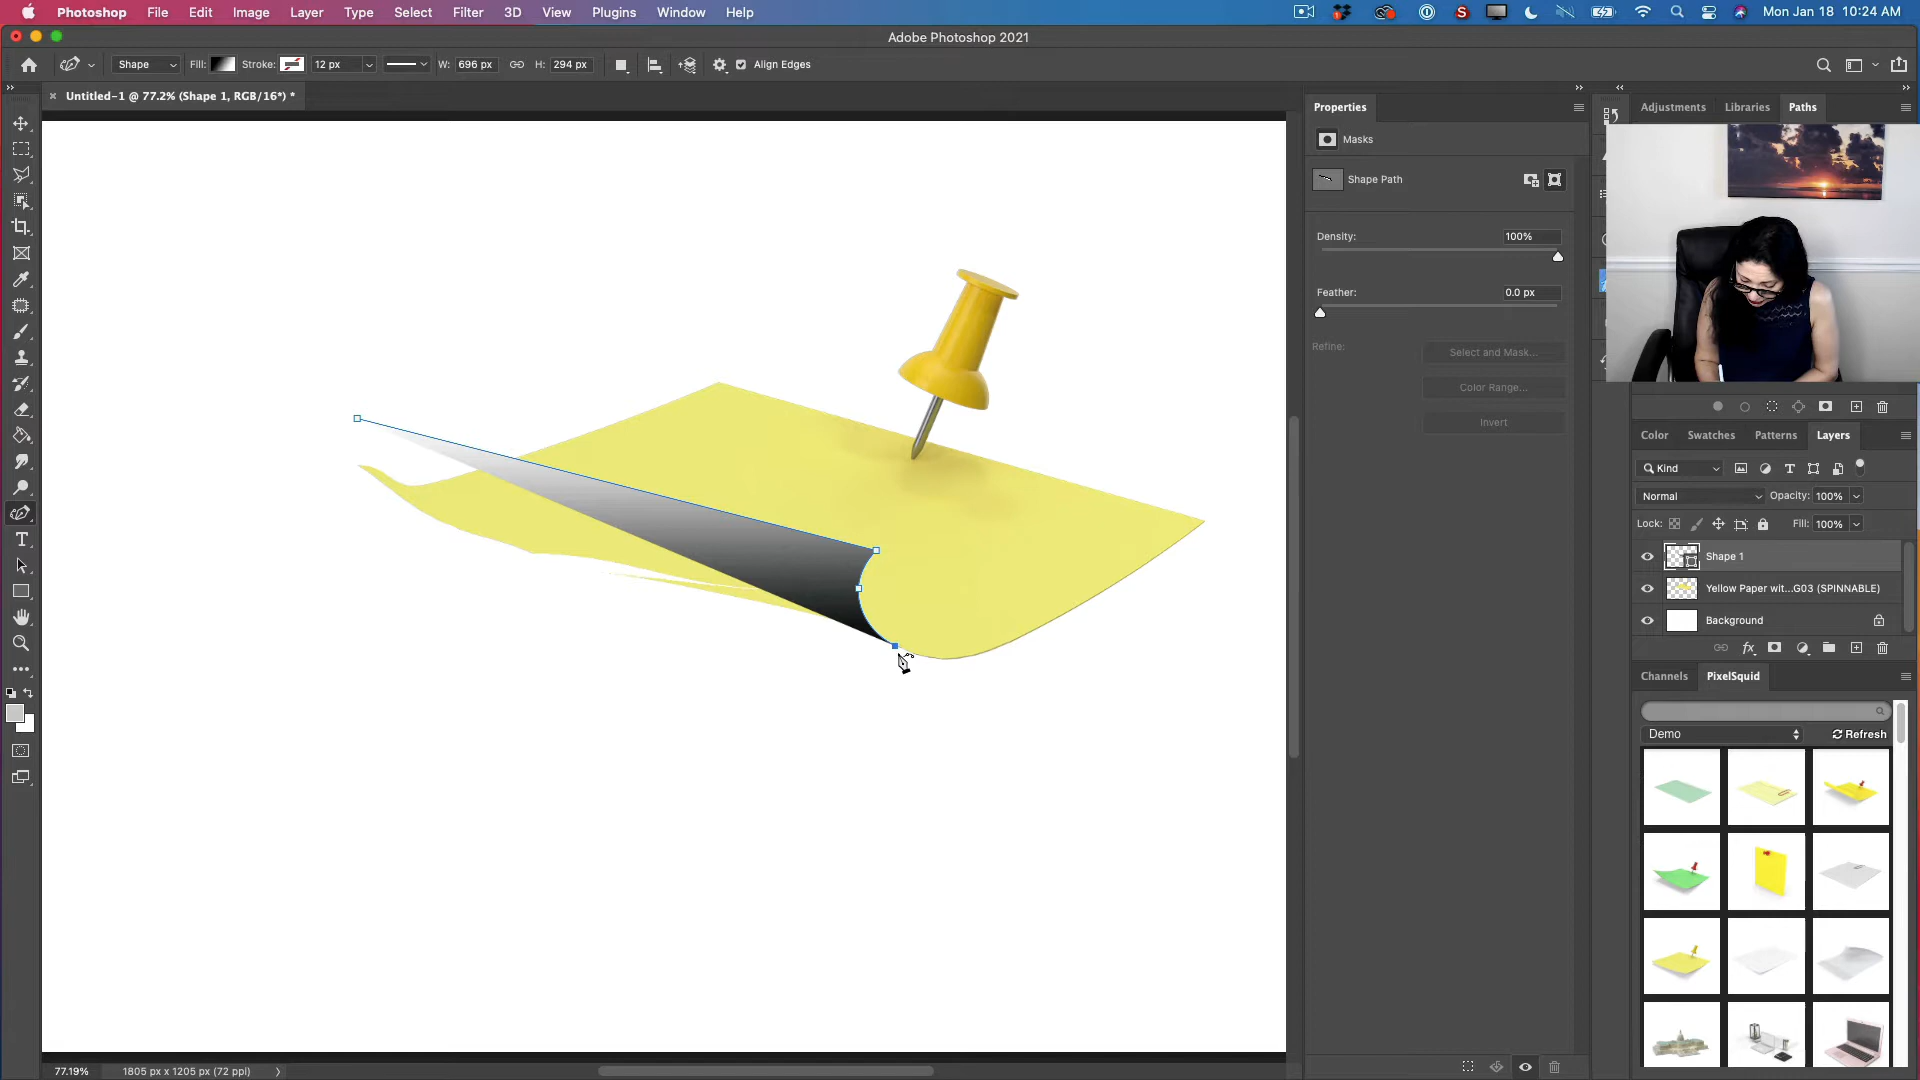 Photoshop File Edit Image Layer Type Select Filter 3D View Plugins Window Help Mon Jan 18 10:24 AM
Adobe Photoshop 2021
Shape Fill: Stroke: 12 px W: 696 px H: 294 px Align Edges
Untitled-1 @ 77.2% (Shape 1, RGB/16*) *
Properties
Adjustments Libraries Paths
Masks
Shape Path
Density: 100%
Feather: 0.0 px
Refine: Select and Mask...
Color Range...
Invert
Color Swatches Patterns Layers
Kind
Normal Opacity: 100%
Lock: Fill: 100%
Shape 1
Yellow Paper wit...G03 (SPINNABLE)
Background
Channels PixelSquid
Demo Refresh
77.19% 1805 px x 1205 px (72 ppi)